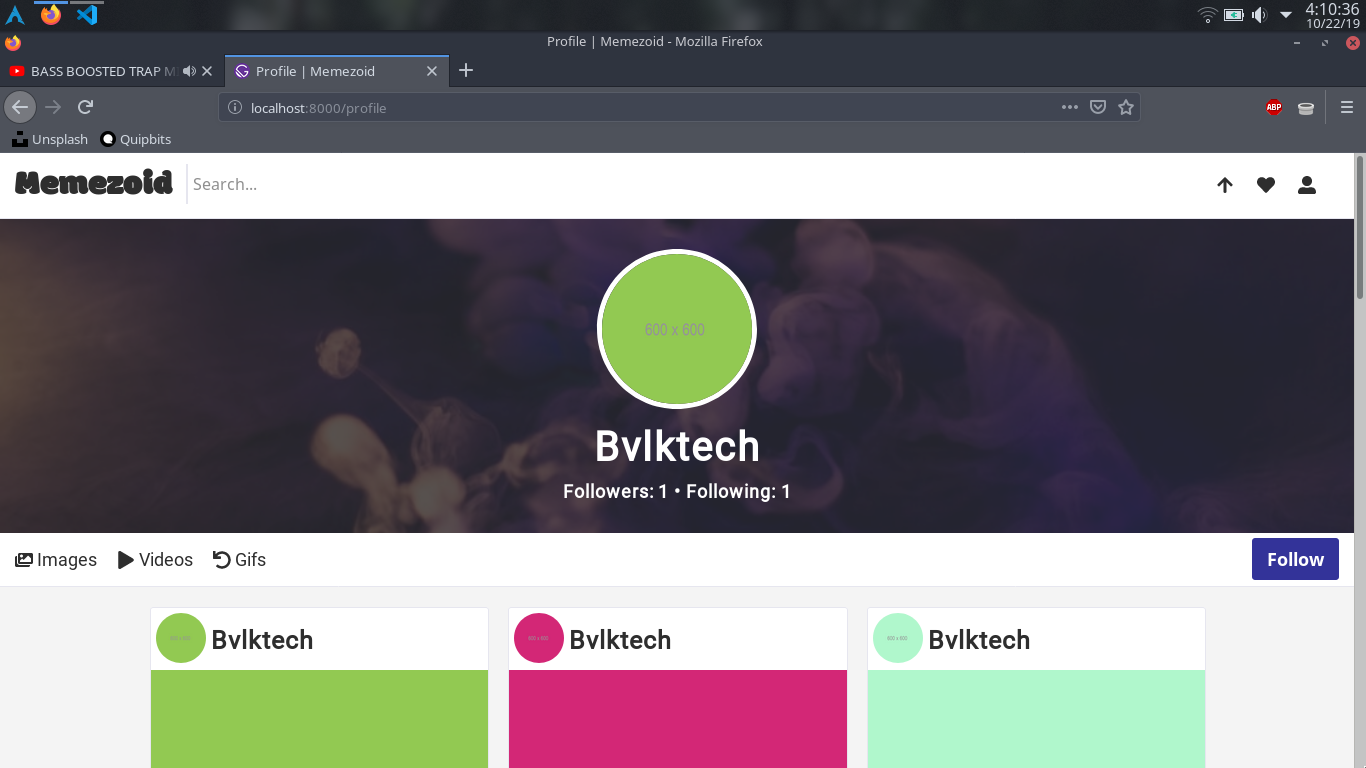 4:10:36
10/22/19
Profile | Memezoid - Mozilla Firefox
BASS BOOSTED TRAP M
Profile | Memezoid
localhost:8000/profile
ABP
Unsplash
Quipbits
Memezoid
Search...
600 x 600
Bvlktech
Followers: 1 • Following: 1
Images
Videos
Gifs
Follow
600 x 600
Bvlktech
600 x 600
Bvlktech
600 x 600
Bvlktech